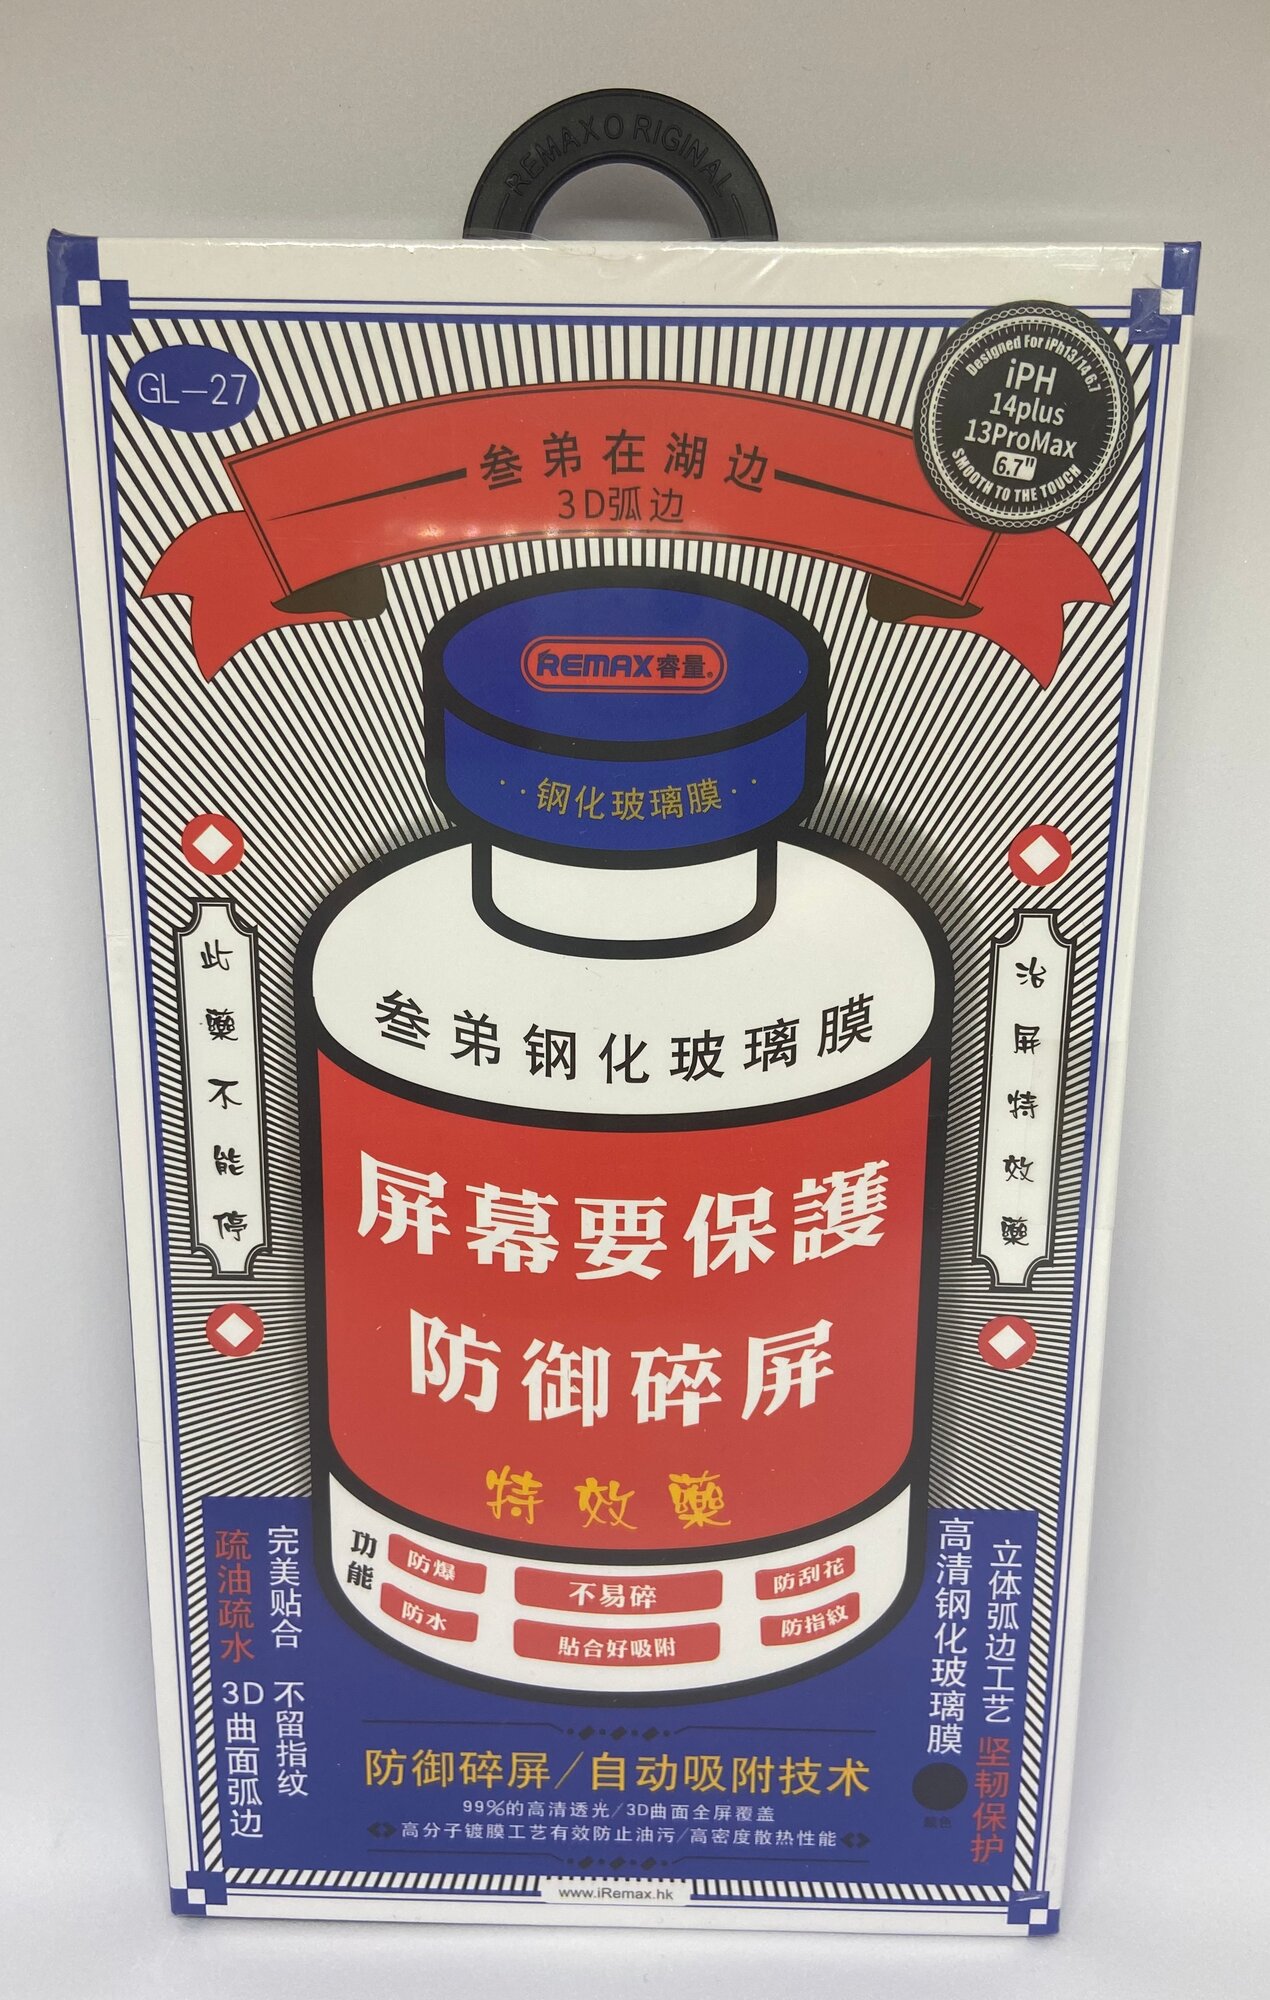 REMAXO RIGINAL
GL-27
Designed For iPh13/14 6.7
iPH
14plus
13ProMax
6.7"
SMOOTH TO THE TOUCH
叁弟在湖边
3D弧边
REMAX睿量®
钢化玻璃膜
叁弟钢化玻璃膜
此藥不能停
治屏特效藥
屏幕要保護
防御碎屏
特效藥
功能
防爆
不易碎
防刮花
防水
貼合好吸附
防指紋
完美贴合 不留指纹
疏油疏水 3D曲面弧边
立体弧边工艺 坚韧保护
高清钢化玻璃膜
防御碎屏/自动吸附技术
99%的高清透光/3D曲面全屏覆盖
高分子镀膜工艺有效防止油污/高密度散热性能
www.iRemax.hk